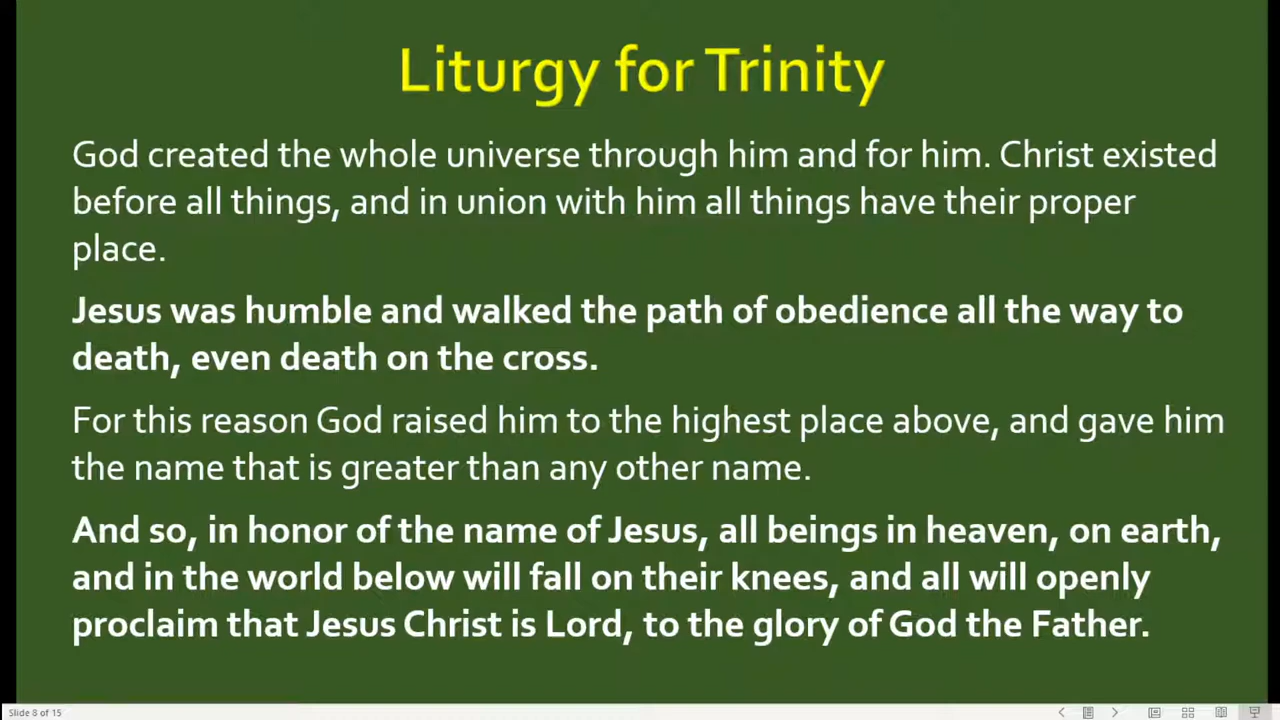 Liturgy for Trinity
God created the whole universe through him and for him. Christ existed
before all things, and in union with him all things have their proper
place.
Jesus was humble and walked the path of obedience all the way to
death, even death on the cross.
For this reason God raised him to the highest place above, and gave him
the name that is greater than any other name.
And so, in honor of the name of Jesus, all beings in heaven, on earth,
and in the world below will fall on their knees, and all will openly
proclaim that Jesus Christ is Lord, to the glory of God the Father.
Slide 8 of 15